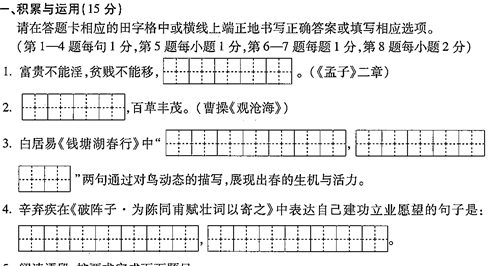 一、积累与运用(15分)
请在答题卡相应的田字格中或横线上端正地书写正确答案或填写相应选项。
(第1—4题每句1分,第5题每小题1分,第6—7题每题1分,第8题每小题2分)
1. 富贵不能淫,贫贱不能移, 。(《孟子》二章)
2. ,百草丰茂。(曹操《观沧海》)
3. 白居易《钱塘湖春行》中“ ,
”两句通过对鸟动态的描写,展现出春的生机与活力。
4. 辛弃疾在《破阵子·为陈同甫赋壮词以寄之》中表达自己建功立业愿望的句子是:
, 。